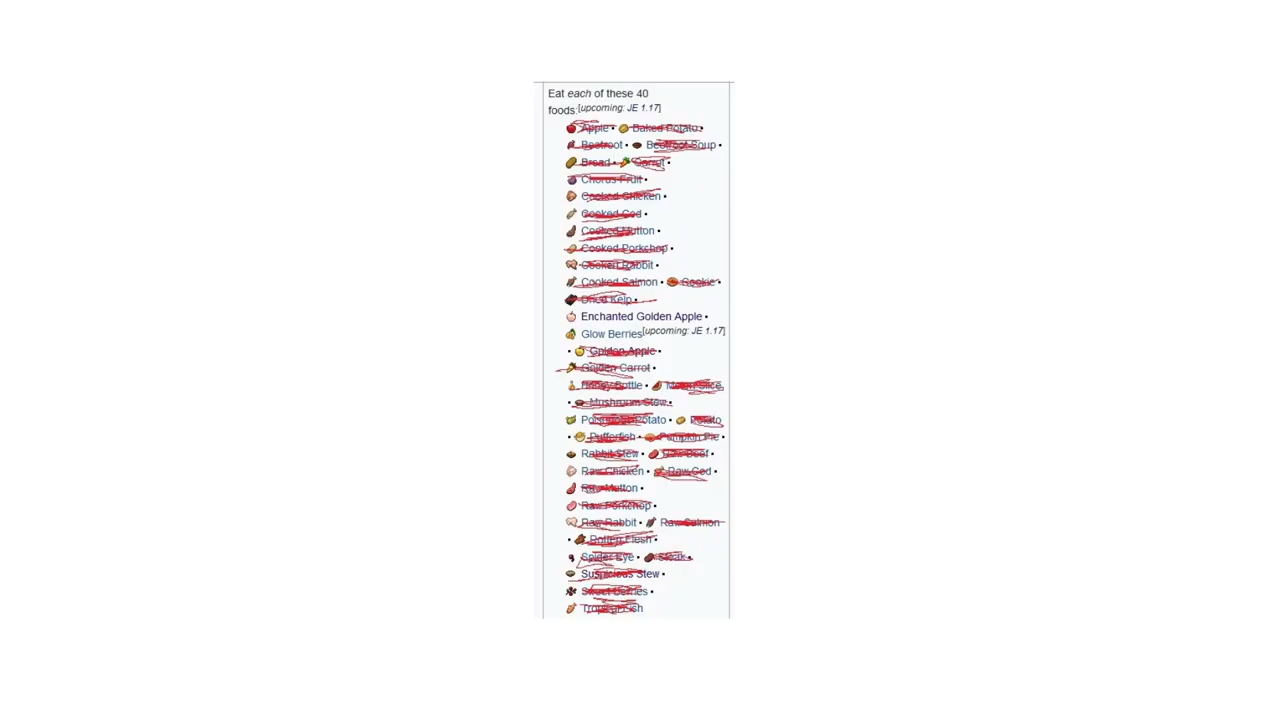 Eat each of these 40
foods:[upcoming: JE 1.17]
Apple • Baked Potato •
Beetroot • Beetroot Soup •
Bread • Carrot •
Chorus Fruit •
Cooked Chicken •
Cooked Cod •
Cooked Mutton •
Cooked Porkchop •
Cooked Rabbit •
Cooked Salmon • Cookie •
Dried Kelp •
Enchanted Golden Apple •
Glow Berries[upcoming: JE 1.17]
• Golden Apple •
Golden Carrot •
Honey Bottle • Melon Slice
• Mushroom Stew •
Poisonous Potato • Potato
• Pufferfish • Pumpkin Pie •
Rabbit Stew • Raw Beef •
Raw Chicken • Raw Cod •
Raw Mutton •
Raw Porkchop •
Raw Rabbit • Raw Salmon
• Rotten Flesh •
Spider Eye • Steak •
Suspicious Stew •
Sweet Berries •
Tropical Fish